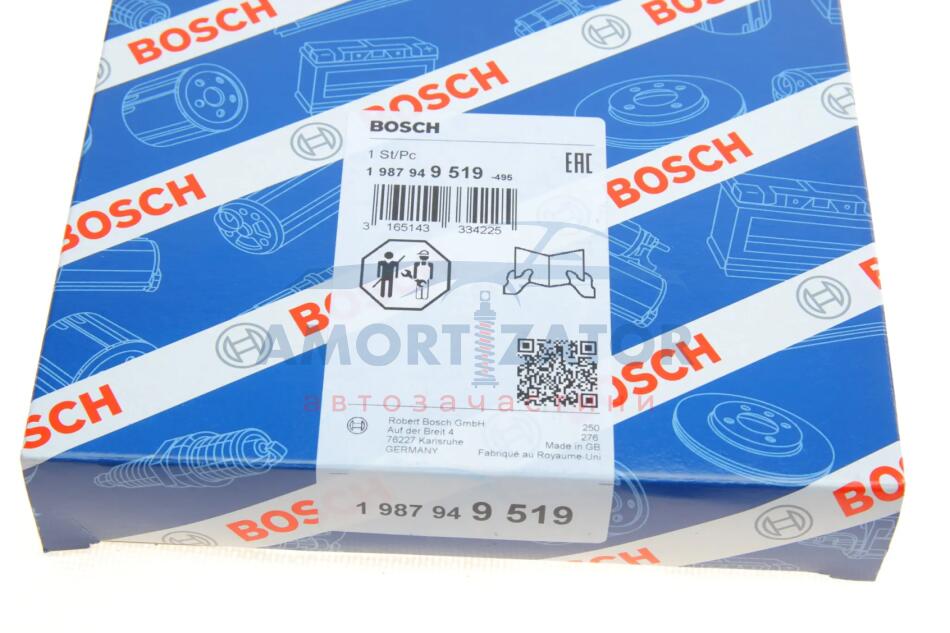 BOSCH
BOSCH
BOSCH
BOSCH
1 St/Pc
EAC
1 987 94 9 519 -495
BOSCH
BOSCH
3 165143 334225
BOSCH
AMORTIZATOR
BOSCH
BOSCH
автозапчастини
Robert Bosch GmbH
Auf der Breit 4
76227 Karlsruhe
GERMANY
250
276
Made in GB
Fabriqué au Royaume-Uni
1 987 94 9 519
BOS
BO